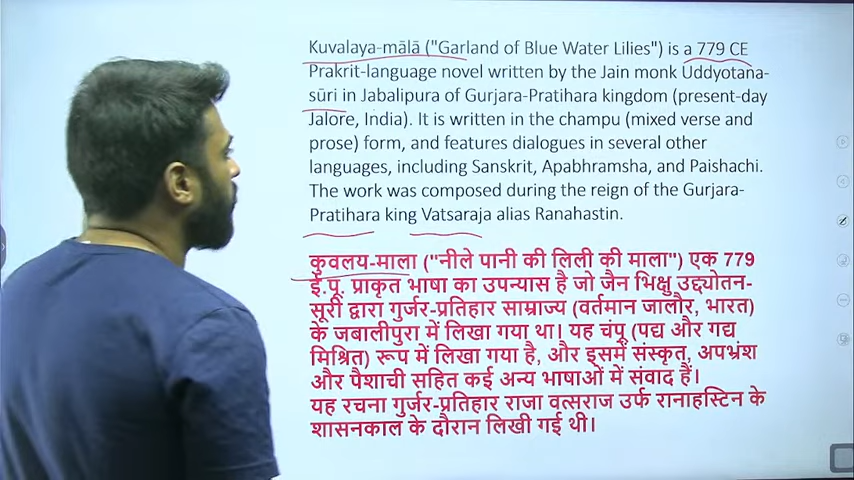 Kuvalaya-mālā ("Garland of Blue Water Lilies") is a 779 CE
Prakrit-language novel written by the Jain monk Uddyotana-
sūri in Jabalipura of Gurjara-Pratihara kingdom (present-day
Jalore, India). It is written in the champu (mixed verse and
prose) form, and features dialogues in several other
languages, including Sanskrit, Apabhramsha, and Paishachi.
The work was composed during the reign of the Gurjara-
Pratihara king Vatsaraja alias Ranahastin.
कुवलय-माला ("नीले पानी की लिली की माला") एक 779
ई.पू. प्राकृत भाषा का उपन्यास है जो जैन भिक्षु उद्द्योतन-
सूरी द्वारा गुर्जर-प्रतिहार साम्राज्य (वर्तमान जालौर, भारत)
के जबालीपुरा में लिखा गया था। यह चंपू (पद्य और गद्य
मिश्रित) रूप में लिखा गया है, और इसमें संस्कृत, अपभ्रंश
और पैशाची सहित कई अन्य भाषाओं में संवाद हैं।
यह रचना गुर्जर-प्रतिहार राजा वत्सराज उर्फ रानाहस्टिन के
शासनकाल के दौरान लिखी गई थी।